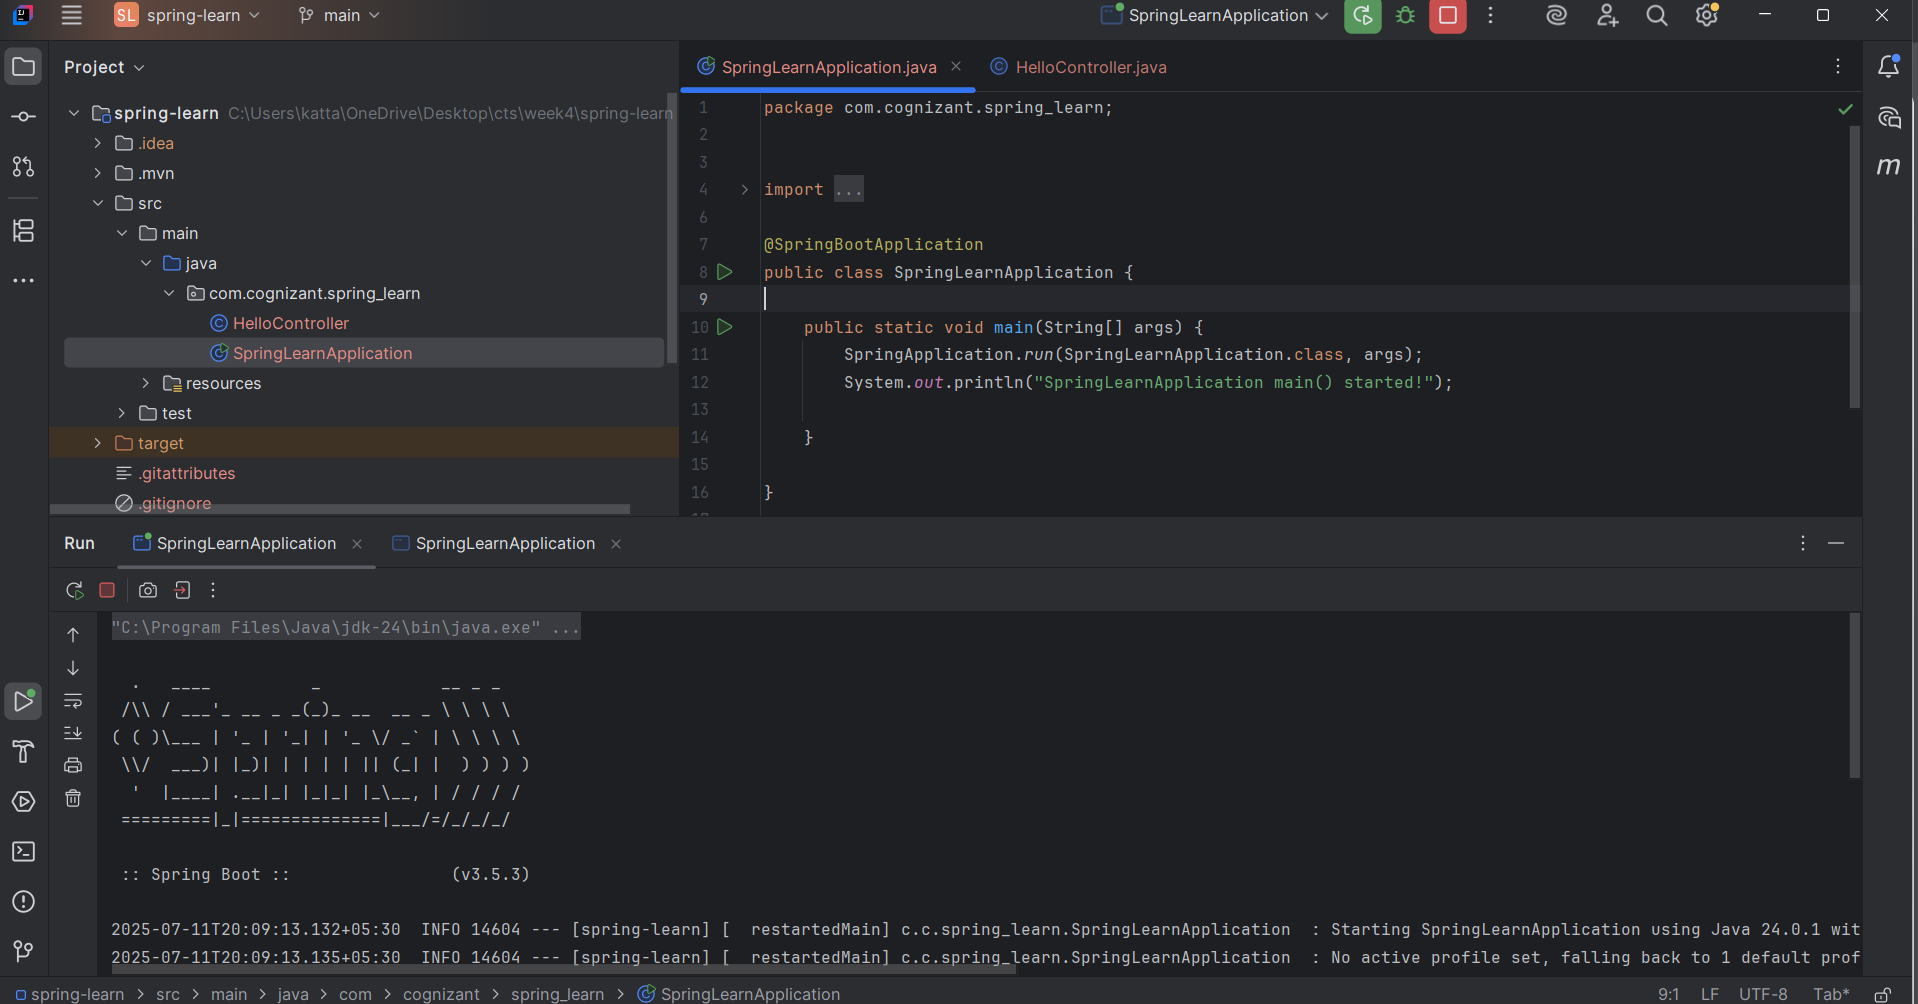 SL spring-learn main SpringLearnApplication
Project
spring-learn C:\Users\katta\OneDrive\Desktop\cts\week4\spring-learn
.idea
.mvn
src
main
java
com.cognizant.spring_learn
HelloController
SpringLearnApplication
resources
test
target
.gitattributes
.gitignore
SpringLearnApplication.java HelloController.java
1 package com.cognizant.spring_learn;
2
3
4 import ...
6
7 @SpringBootApplication
8 public class SpringLearnApplication {
9
10 public static void main(String[] args) {
11 SpringApplication.run(SpringLearnApplication.class, args);
12 System.out.println("SpringLearnApplication main() started!");
13
14 }
15
16 }
Run SpringLearnApplication SpringLearnApplication
"C:\Program Files\Java\jdk-24\bin\java.exe" ...
  .   ____          _            __ _ _
 /\\ / ___'_ __ _ _(_)_ __  __ _ \ \ \ \
( ( )\___ | '_ | '_| | '_ \/ _` | \ \ \ \
 \\/  ___)| |_)| | | | | || (_| |  ) ) ) )
  '  |____| .__|_| |_|_| |_\__, | / / / /
 =========|_|==============|___/=/_/_/_/
:: Spring Boot :: (v3.5.3)
2025-07-11T20:09:13.132+05:30 INFO 14604 --- [spring-learn] [ restartedMain] c.c.spring_learn.SpringLearnApplication : Starting SpringLearnApplication using Java 24.0.1 wit
2025-07-11T20:09:13.135+05:30 INFO 14604 --- [spring-learn] [ restartedMain] c.c.spring_learn.SpringLearnApplication : No active profile set, falling back to 1 default prof
spring-learn > src > main > java > com > cognizant > spring_learn > SpringLearnApplication 9:1 LF UTF-8 Tab*